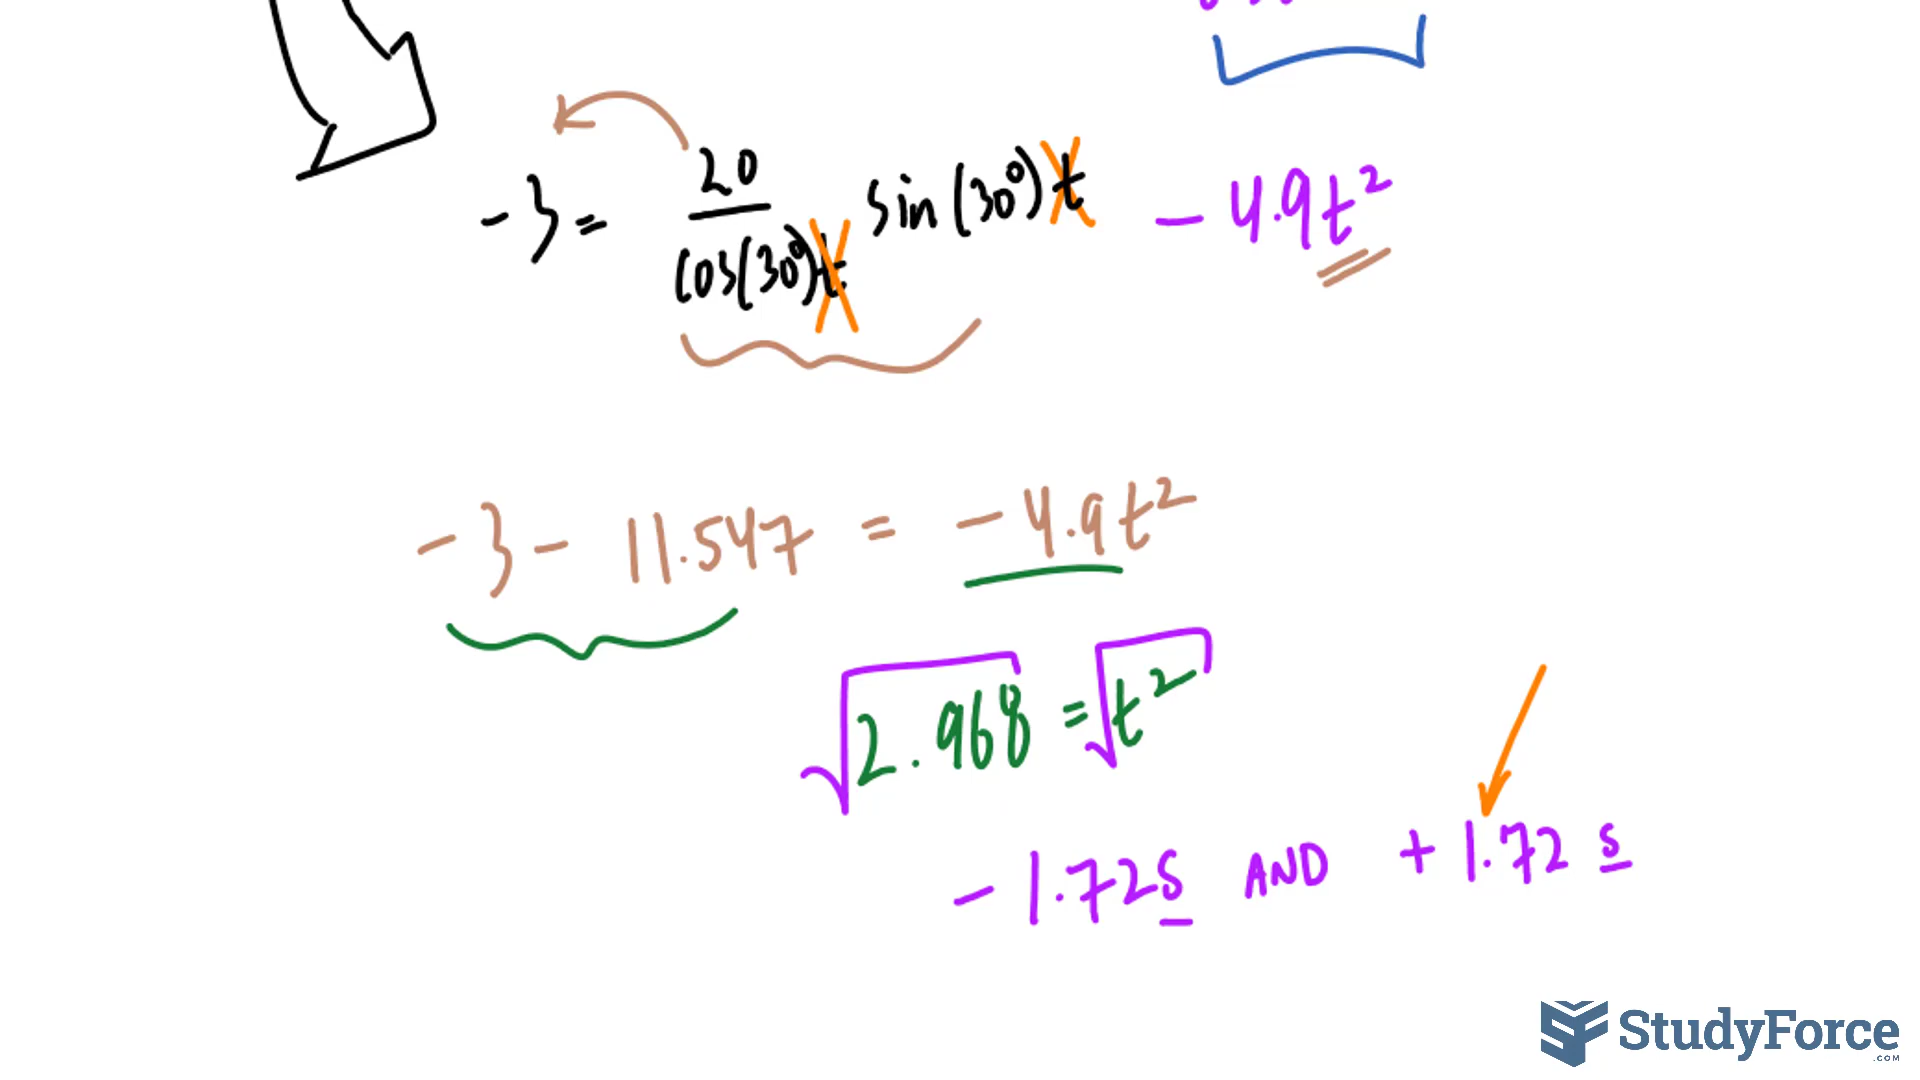 -3 = 20/cos(30°)t sin(30°)t - 4.9t²
-3 - 11.547 = -4.9t²
√2.968 = √t²
-1.72s AND +1.72 s
StudyForce
.COM